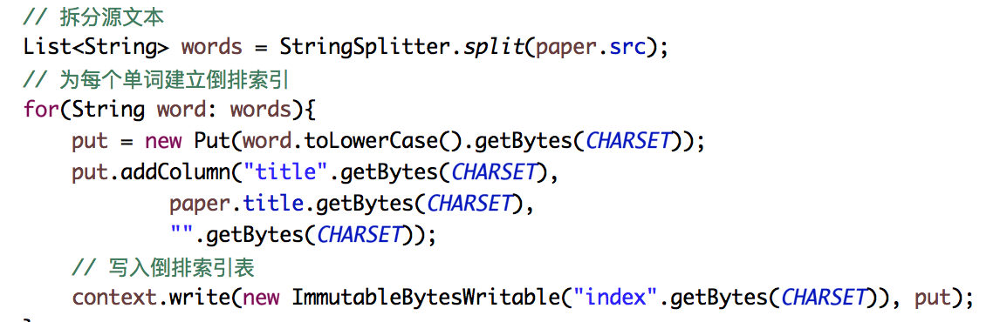 // 拆分源文本
List<String> words = StringSplitter.split(paper.src);
// 为每个单词建立倒排索引
for(String word: words){
    put = new Put(word.toLowerCase().getBytes(CHARSET));
    put.addColumn("title".getBytes(CHARSET),
            paper.title.getBytes(CHARSET),
            "".getBytes(CHARSET));
    // 写入倒排索引表
    context.write(new ImmutableBytesWritable("index".getBytes(CHARSET)), put);